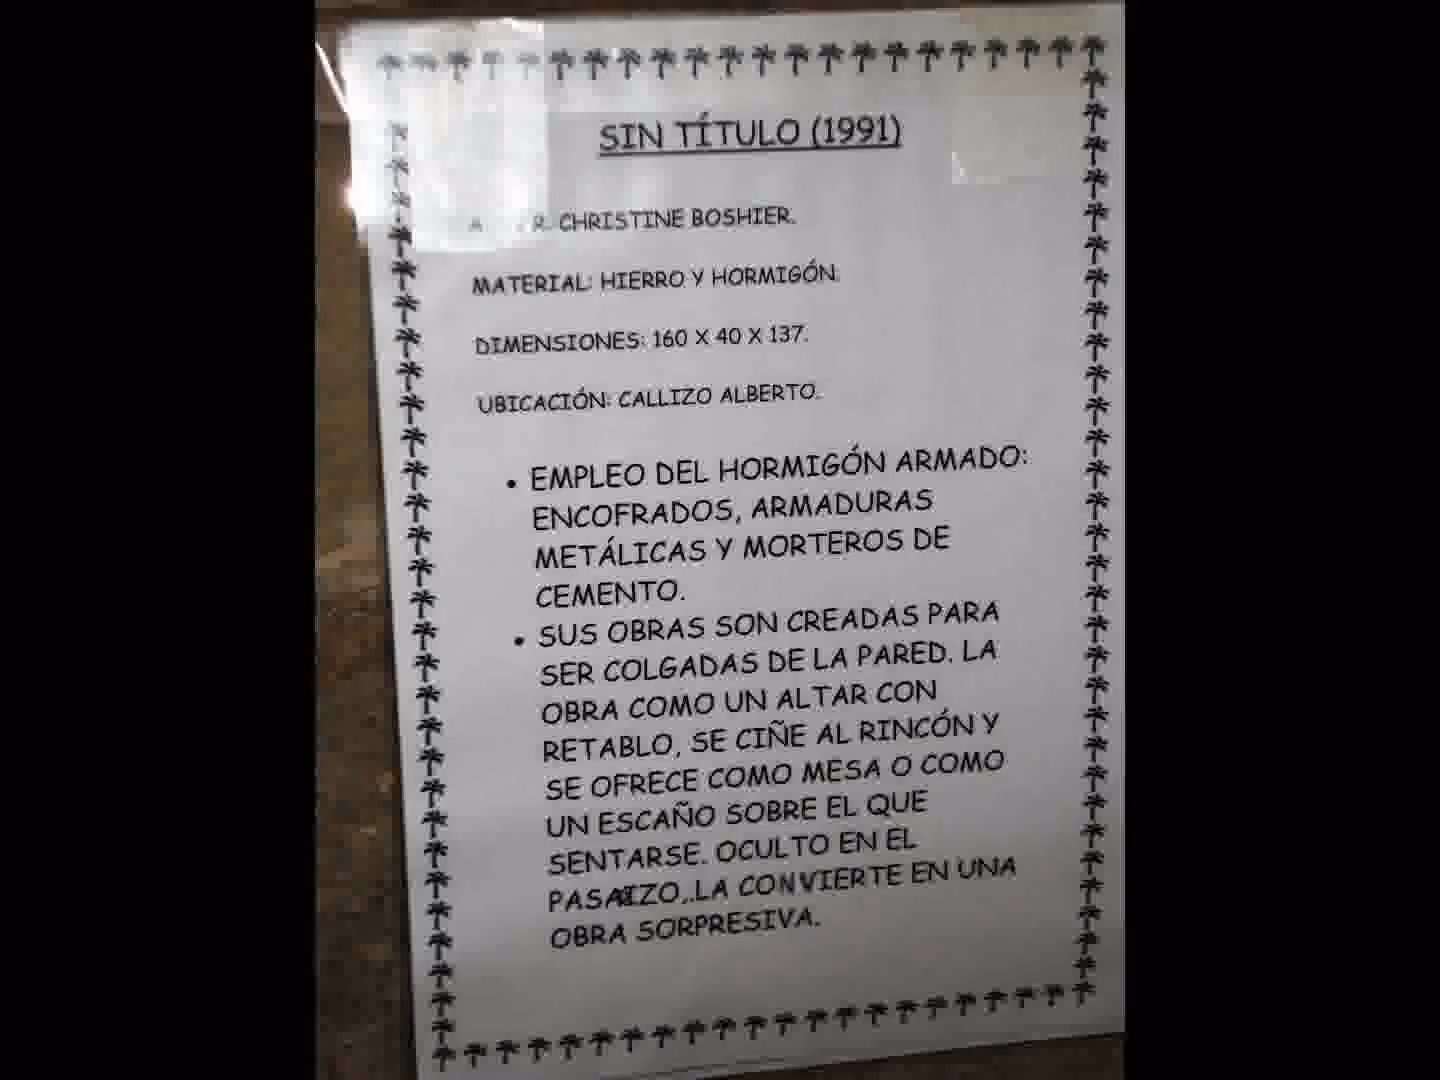 SIN TÍTULO (1991)
CHRISTINE BOSHIER.
MATERIAL: HIERRO Y HORMIGÓN.
DIMENSIONES: 160 X 40 X 137.
UBICACIÓN: CALLIZO ALBERTO.
• EMPLEO DEL HORMIGÓN ARMADO:
ENCOFRADOS, ARMADURAS
METÁLICAS Y MORTEROS DE
CEMENTO.
• SUS OBRAS SON CREADAS PARA
SER COLGADAS DE LA PARED. LA
OBRA COMO UN ALTAR CON
RETABLO, SE CIÑE AL RINCÓN Y
SE OFRECE COMO MESA O COMO
UN ESCAÑO SOBRE EL QUE
SENTARSE. OCULTO EN EL
LA CONVIERTE EN UNA
OBRA SORPRESIVA.